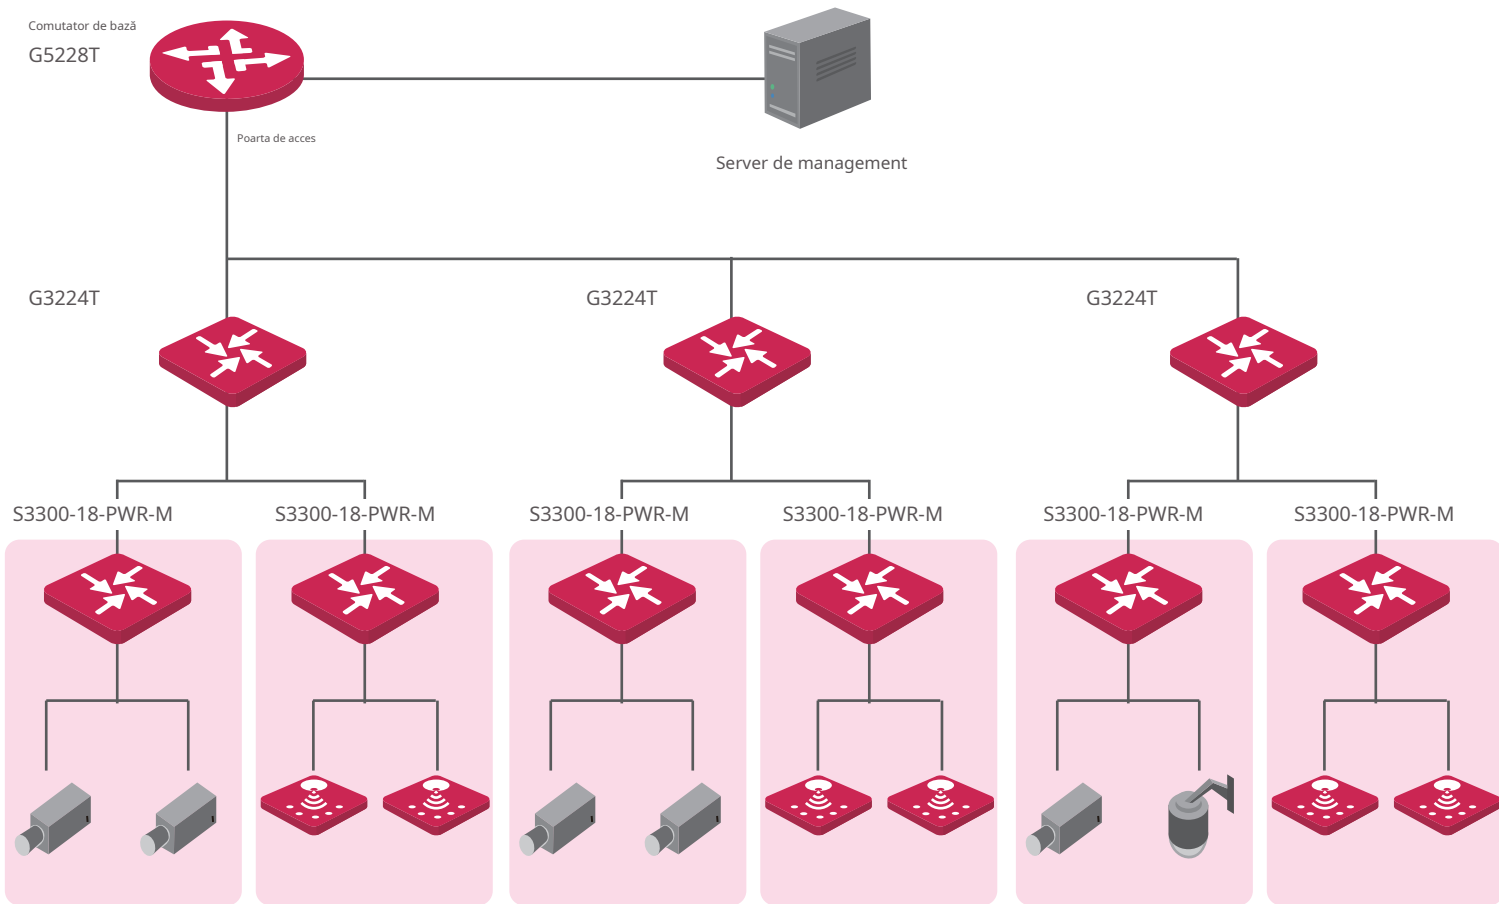 Comutator de bază
G5228T
Poarta de acces
Server de management
G3224T
G3224T
G3224T
S3300-18-PWR-M
S3300-18-PWR-M
S3300-18-PWR-M
S3300-18-PWR-M
S3300-18-PWR-M
S3300-18-PWR-M